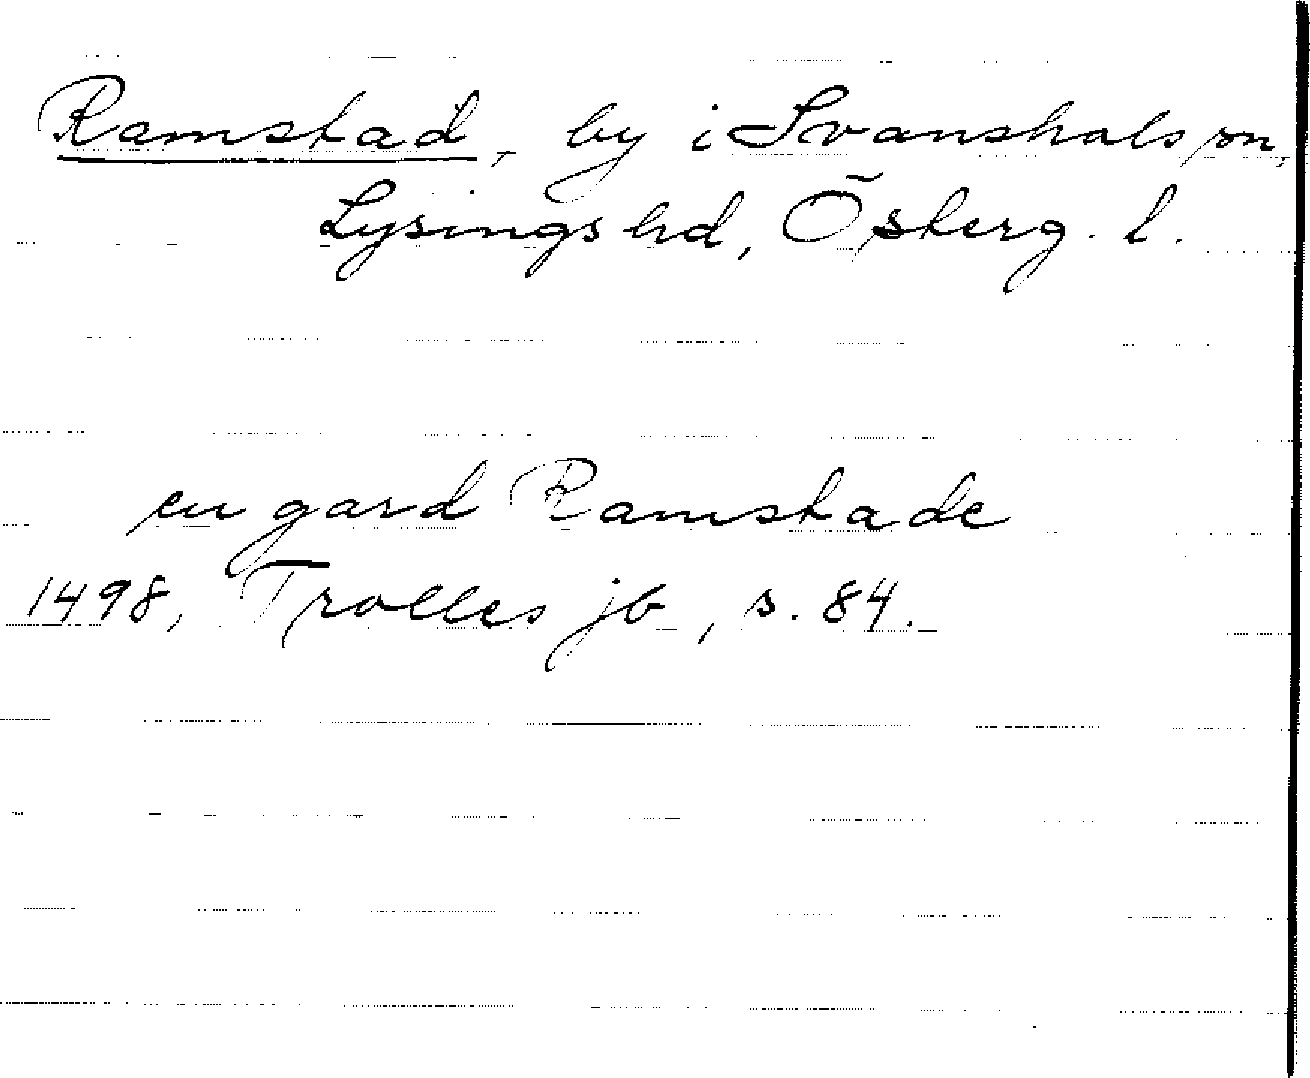 Ramstad, by i Svanshals sn,
Lysings hd, Österg. l.
en gard Ramstade
1498, Trolles jb, s. 84.